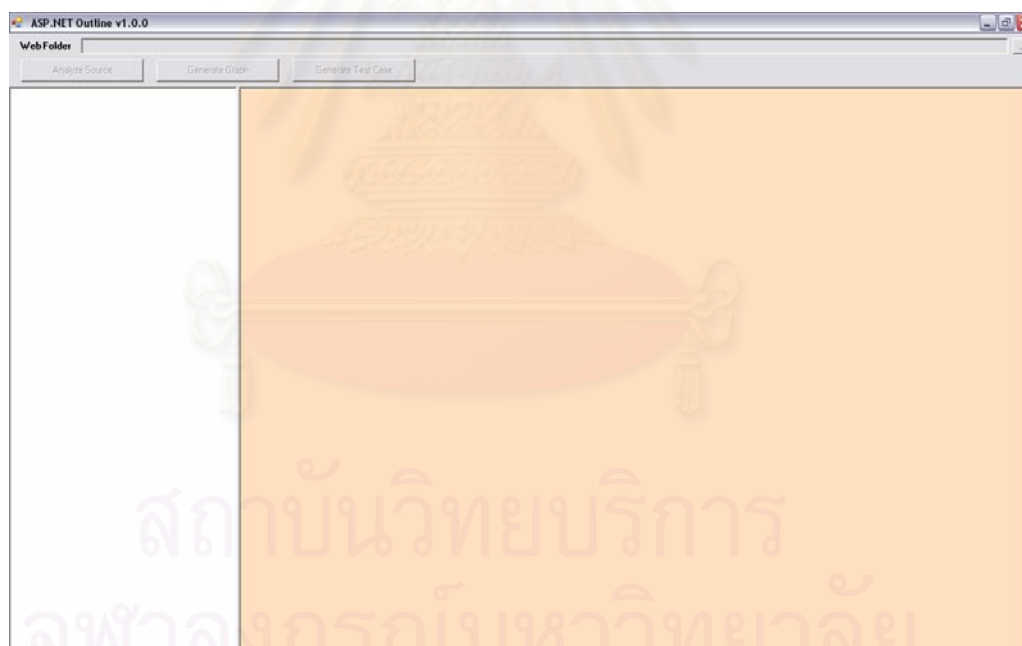 ASP.NET Outline v1.0.0
Web Folder
Analyze Source Generate Graph Generate Test Case
สถาบันวิทยบริการ
จุฬาลงกรณ์มหาวิทยาลัย